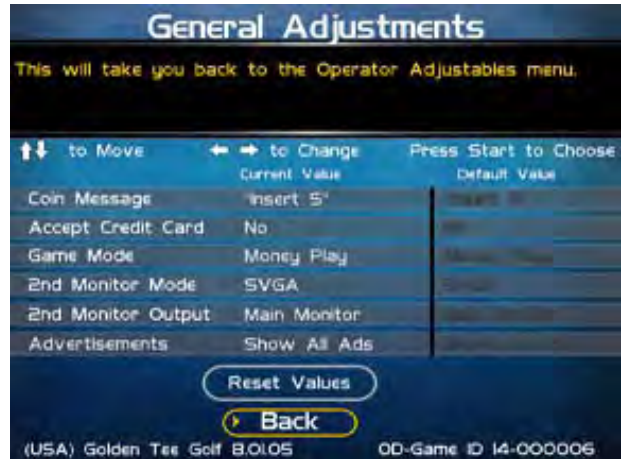 General Adjustments
This will take you back to the Operator Adjustables menu.
to Move to Change Press Start to Choose
Current Value Default Value
Coin Message "Insert $"
Accept Credit Card No
Game Mode Money Play
2nd Monitor Mode SVGA
2nd Monitor Output Main Monitor
Advertisements Show All Ads
Reset Values
Back
(USA) Golden Tee Golf 8.01.05 OD-Game ID 14-000006